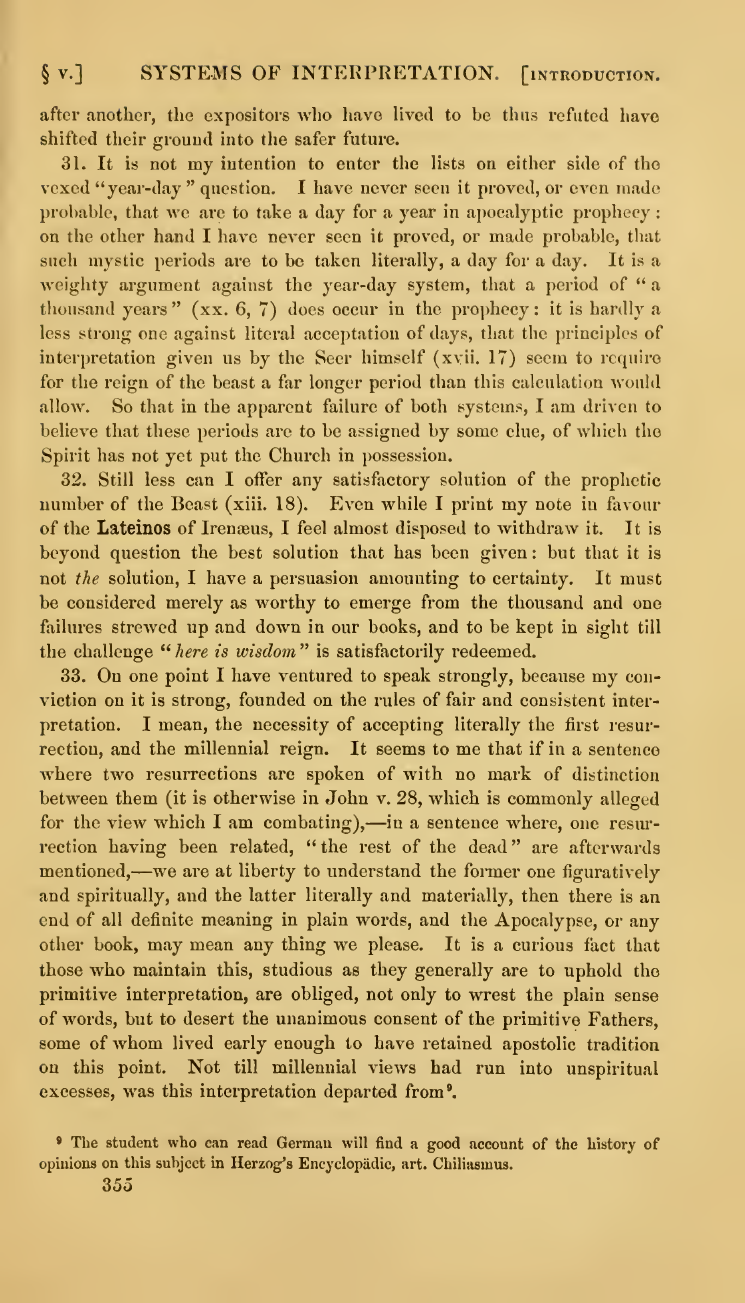 § v.] SYSTEMS OF INTERPRETATION. [INTRODUCTION.
after another, the expositors who have lived to be thus refuted have
shifted their ground into the safer future.
31. It is not my intention to enter the lists on either side of the
vexed “year-day” question. I have never seen it proved, or even made
probable, that we are to take a day for a year in apocalyptic prophecy :
on the other hand I have never seen it proved, or made probable, that
such mystic periods are to be taken literally, a day for a day. It is a
weighty argument against the year-day system, that a period of “a
thousand years” (xx. 6, 7) does occur in the prophecy : it is hardly a
less strong one against literal acceptation of days, that the principles of
interpretation given us by the Seer himself (xvii. 17) seem to require
for the reign of the beast a far longer period than this calculation would
allow. So that in the apparent failure of both systems, I am driven to
believe that these periods are to be assigned by some clue, of which the
Spirit has not yet put the Church in possession.
32. Still less can I offer any satisfactory solution of the prophetic
number of the Beast (xiii. 18). Even while I print my note in favour
of the Lateinos of Irenæus, I feel almost disposed to withdraw it. It is
beyond question the best solution that has been given : but that it is
not the solution, I have a persuasion amounting to certainty. It must
be considered merely as worthy to emerge from the thousand and one
failures strewed up and down in our books, and to be kept in sight till
the challenge “here is wisdom” is satisfactorily redeemed.
33. On one point I have ventured to speak strongly, because my con-
viction on it is strong, founded on the rules of fair and consistent inter-
pretation. I mean, the necessity of accepting literally the first resur-
rection, and the millennial reign. It seems to me that if in a sentence
where two resurrections are spoken of with no mark of distinction
between them (it is otherwise in John v. 28, which is commonly alleged
for the view which I am combating),—in a sentence where, one resur-
rection having been related, “the rest of the dead” are afterwards
mentioned,—we are at liberty to understand the former one figuratively
and spiritually, and the latter literally and materially, then there is an
end of all definite meaning in plain words, and the Apocalypse, or any
other book, may mean any thing we please. It is a curious fact that
those who maintain this, studious as they generally are to uphold the
primitive interpretation, are obliged, not only to wrest the plain sense
of words, but to desert the unanimous consent of the primitive Fathers,
some of whom lived early enough to have retained apostolic tradition
on this point. Not till millennial views had run into unspiritual
excesses, was this interpretation departed from⁹.
⁹ The student who can read German will find a good account of the history of
opinions on this subject in Herzog’s Encyclopädie, art. Chiliasmus.
355